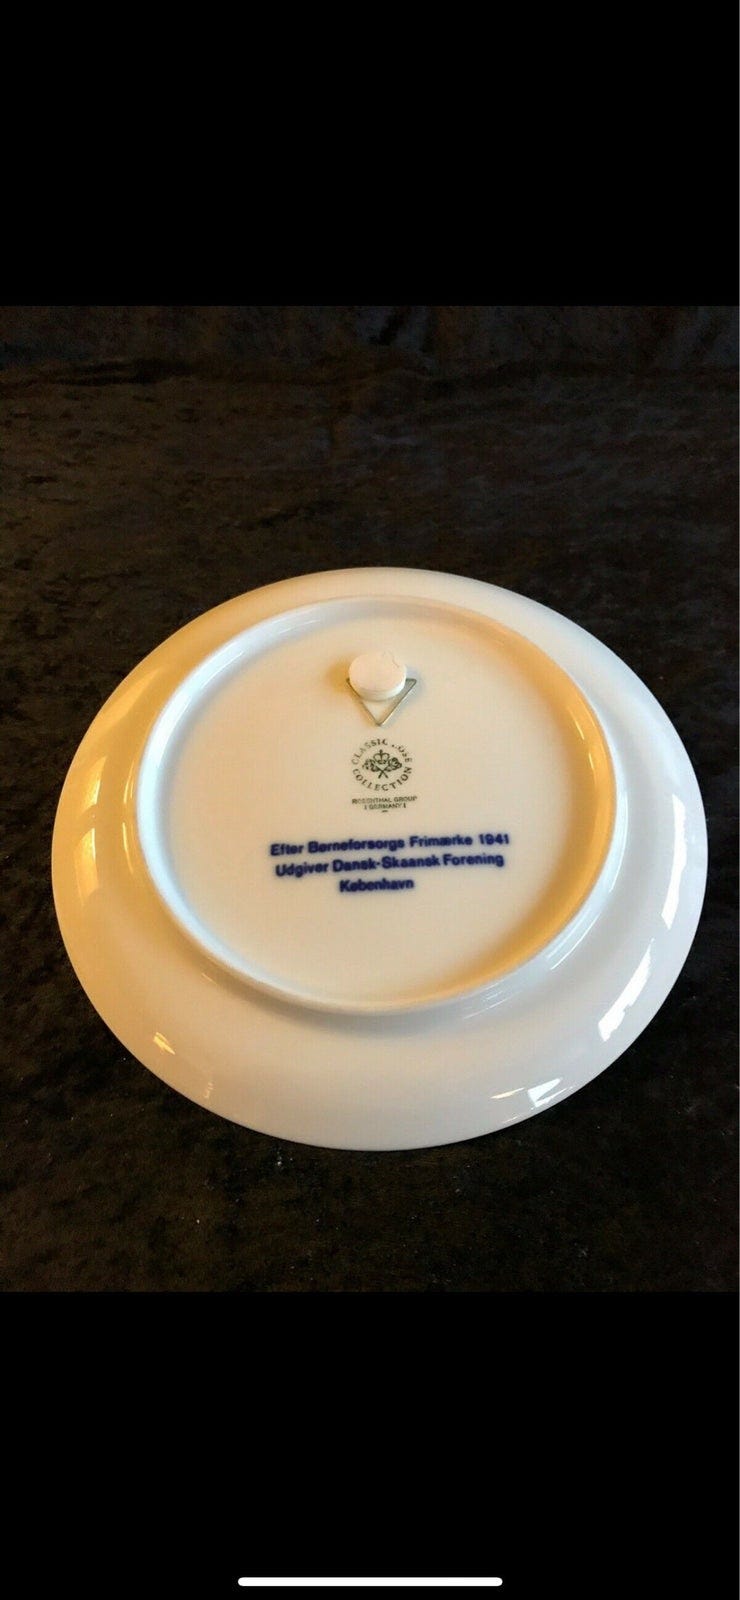 CLASSIC ROSE
COLLECTION
ROSENTHAL GROUP
GERMANY
Efter Børneforsorgs Frimærke 1941
Udgiver Dansk-Skaansk Forening
København